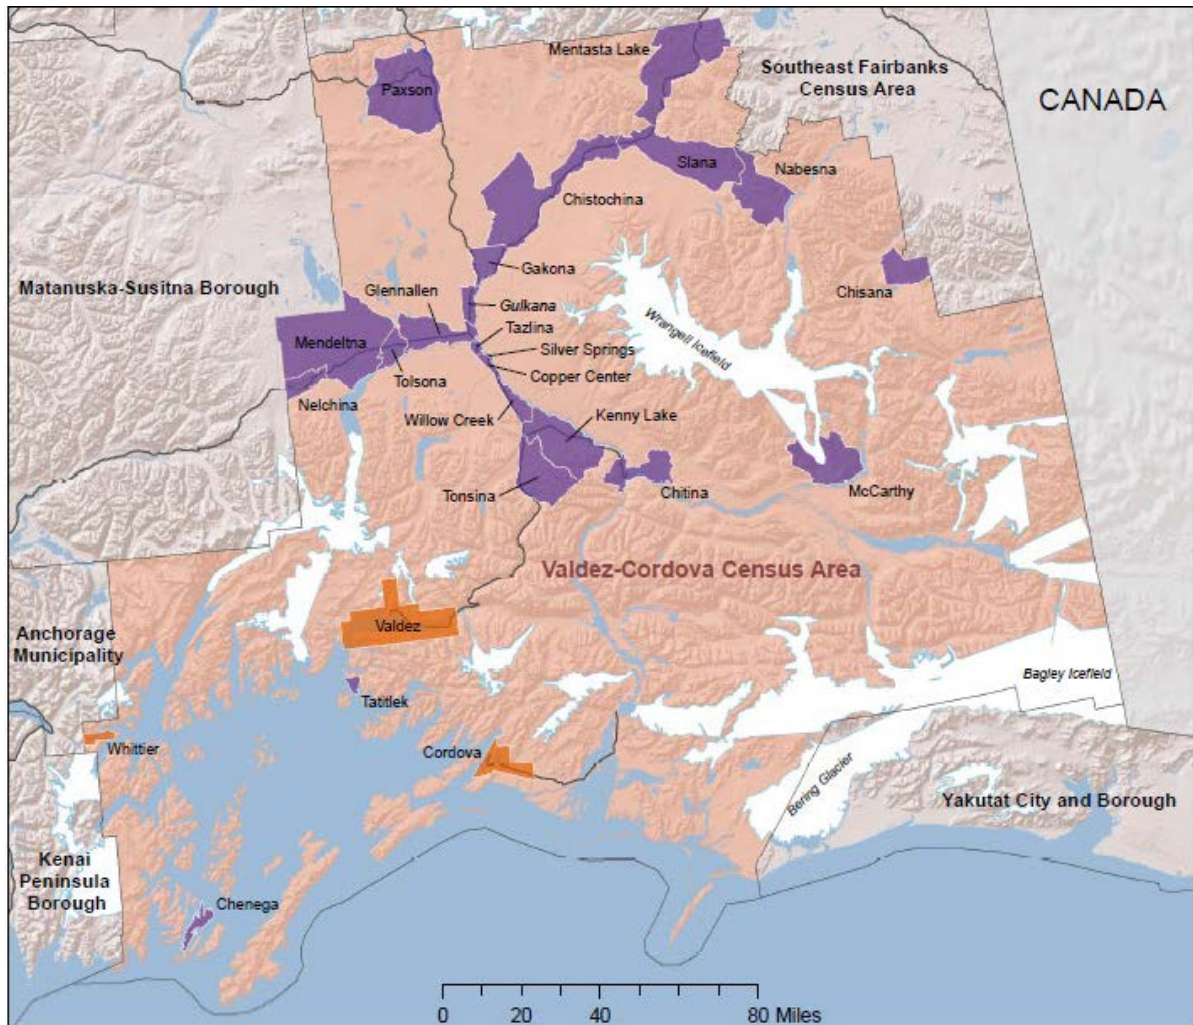 Mentasta Lake
Southeast Fairbanks
Census Area
CANADA
Paxson
Slana
Nabesna
Chistochina
Gakona
Matanuska-Susitna Borough
Glennallen
Gulkana
Chisana
Tazlina
Mendeltna
Silver Springs
Wrangell Icefield
Tolsona
Copper Center
Nelchina
Willow Creek
Kenny Lake
Tonsina
Chitina
McCarthy
Valdez-Cordova Census Area
Anchorage
Municipality
Valdez
Bagley Icefield
Tatitlek
Whittier
Cordova
Bering Glacier
Yakutat City and Borough
Kenai
Peninsula
Borough
Chenega
0 20 40 80 Miles